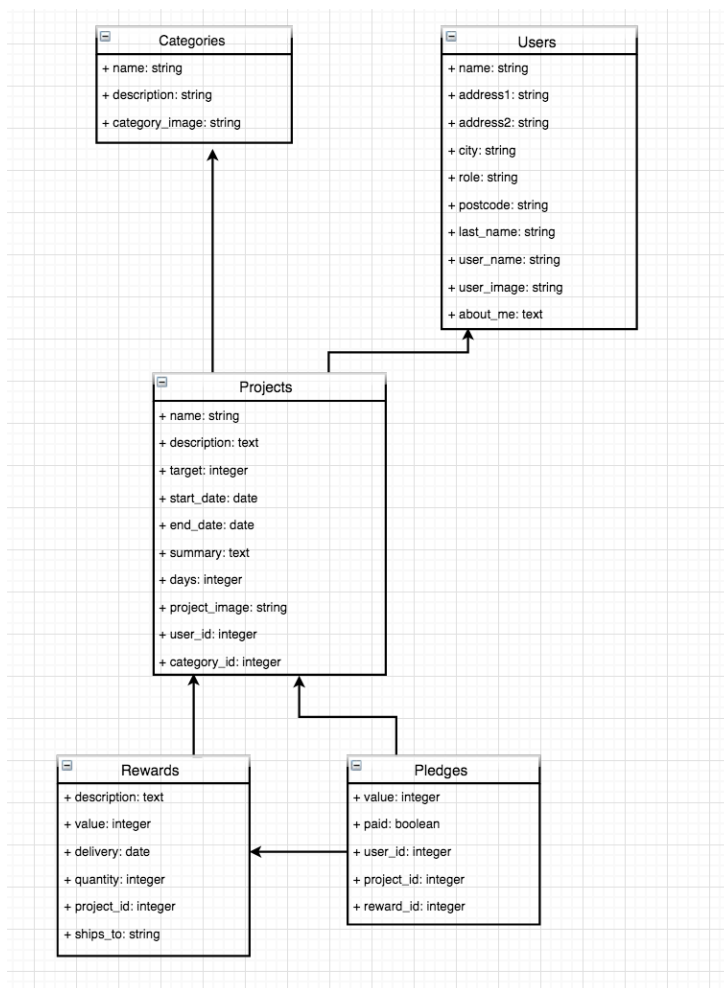 Categories
+ name: string
+ description: string
+ category_image: string
Users
+ name: string
+ address1: string
+ address2: string
+ city: string
+ role: string
+ postcode: string
+ last_name: string
+ user_name: string
+ user_image: string
+ about_me: text
Projects
+ name: string
+ description: text
+ target: integer
+ start_date: date
+ end_date: date
+ summary: text
+ days: integer
+ project_image: string
+ user_id: integer
+ category_id: integer
Rewards
+ description: text
+ value: integer
+ delivery: date
+ quantity: integer
+ project_id: integer
+ ships_to: string
Pledges
+ value: integer
+ paid: boolean
+ user_id: integer
+ project_id: integer
+ reward_id: integer